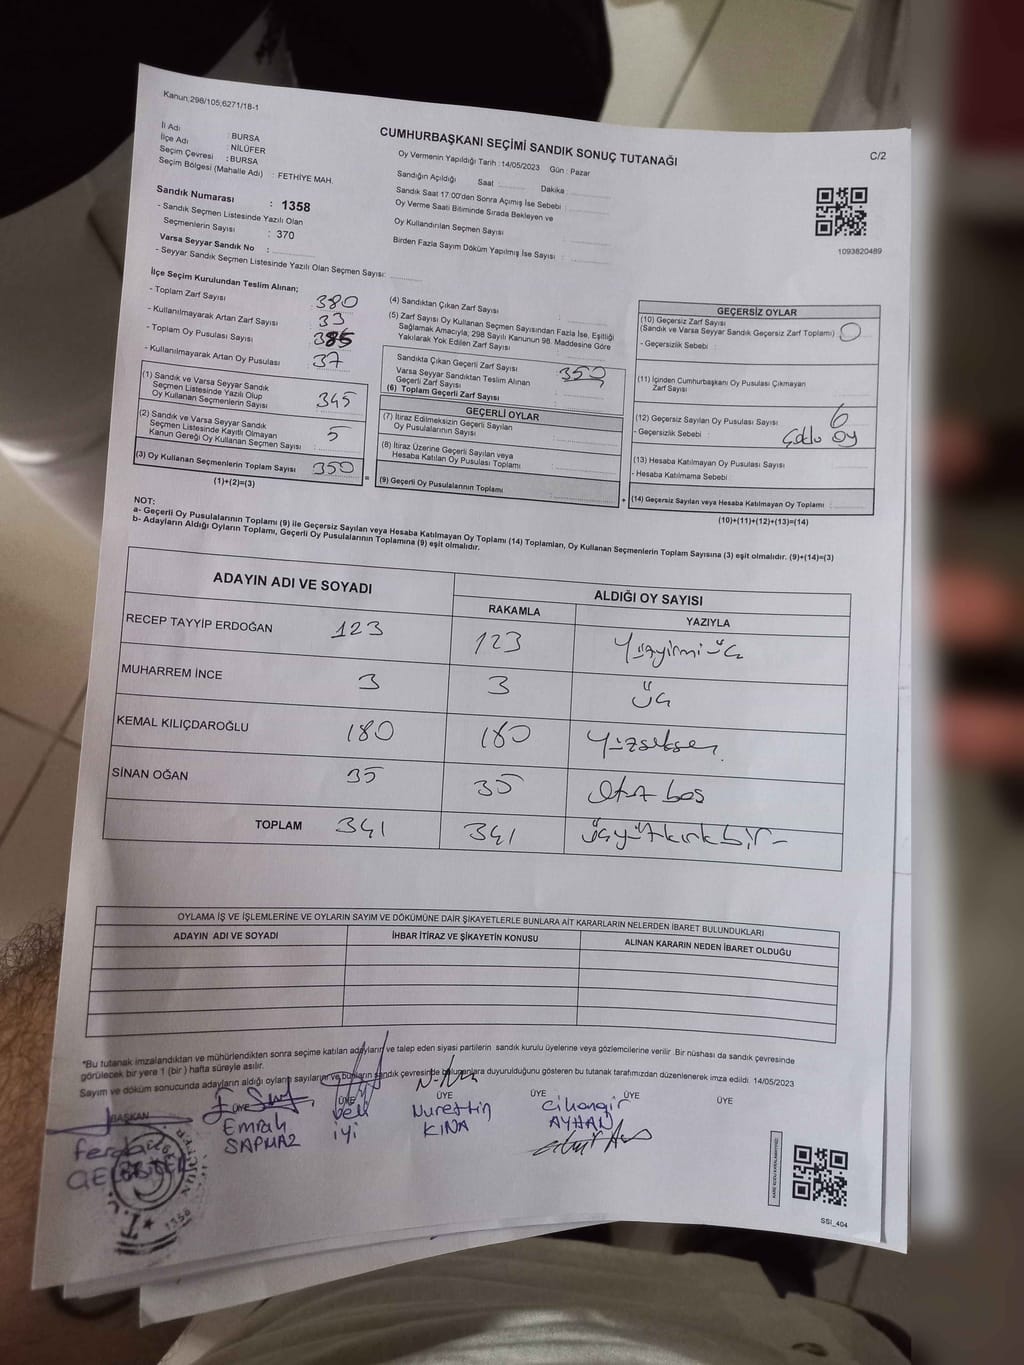 Kanun;298/105;6271/18-1
CUMHURBAŞKANI SEÇİMİ SANDIK SONUÇ TUTANAĞI
C/2
İl Adı : BURSA
İlçe Adı : NİLÜFER
Seçim Çevresi : BURSA
Seçim Bölgesi (Mahalle Adı) : FETHİYE MAH.
Sandık Numarası : 1358
- Sandık Seçmen Listesinde Yazılı Olan
Seçmenlerin Sayısı : 370
Varsa Seyyar Sandık No :
- Seyyar Sandık Seçmen Listesinde Yazılı Olan Seçmen Sayısı:
Oy Vermenin Yapıldığı Tarih : 14/05/2023 Gün : Pazar
Sandığın Açıldığı Saat Dakika
Sandık Saat 17.00'den Sonra Açımış İse Sebebi :
Oy Verme Saati Bitiminde Sırada Bekleyen ve
Oy Kullandırılan Seçmen Sayısı :
Birden Fazla Sayım Döküm Yapılmış İse Sayısı :
1093820489
İlçe Seçim Kurulundan Teslim Alınan;
- Toplam Zarf Sayısı 380
- Kullanılmayarak Artan Zarf Sayısı 33
- Toplam Oy Pusulası Sayısı 385
- Kullanılmayarak Artan Oy Pusulası 37
(1) Sandık ve Varsa Seyyar Sandık
Seçmen Listesinde Yazılı Olup
Oy Kullanan Seçmenlerin Sayısı 345
(2) Sandık ve Varsa Seyyar Sandık
Seçmen Listesinde Kayıtlı Olmayan
Kanun Gereği Oy Kullanan Seçmen Sayısı 5
(3) Oy Kullanan Seçmenlerin Toplam Sayısı 350
(1)+(2)=(3)
=
(4) Sandıktan Çıkan Zarf Sayısı :
(5) Zarf Sayısı Oy Kullanan Seçmen Sayısından Fazla İse, Eşitliği
Sağlamak Amacıyla, 298 Sayılı Kanunun 98. Maddesine Göre
Yakılarak Yok Edilen Zarf Sayısı :
Sandıkta Çıkan Geçerli Zarf Sayısı 350
Varsa Seyyar Sandıktan Teslim Alınan
Geçerli Zarf Sayısı
(6) Toplam Geçerli Zarf Sayısı
GEÇERLİ OYLAR
(7) İtiraz Edilmeksizin Geçerli Sayılan
Oy Pusulalarının Sayısı
(8) İtiraz Üzerine Geçerli Sayılan veya
Hesaba Katılan Oy Pusulası Toplamı
(9) Geçerli Oy Pusulalarının Toplamı
+
GEÇERSİZ OYLAR
(10) Geçersiz Zarf Sayısı
(Sandık ve Varsa Seyyar Sandık Geçersiz Zarf Toplamı) 0
- Geçersizlik Sebebi :
(11) İçinden Cumhurbaşkanı Oy Pusulası Çıkmayan
Zarf Sayısı
(12) Geçersiz Sayılan Oy Pusulası Sayısı : 6
- Geçersizlik Sebebi : Çoklu oy
(13) Hesaba Katılmayan Oy Pusulası Sayısı :
- Hesaba Katılmama Sebebi :
(14) Geçersiz Sayılan veya Hesaba Katılmayan Oy Toplamı :
(10)+(11)+(12)+(13)=(14)
NOT:
a- Geçerli Oy Pusulalarının Toplamı (9) ile Geçersiz Sayılan veya Hesaba Katılmayan Oy Toplamı (14) Toplamları, Oy Kullanan Seçmenlerin Toplam Sayısına (3) eşit olmalıdır. (9)+(14)=(3)
b- Adayların Aldığı Oyların Toplamı, Geçerli Oy Pusulalarının Toplamına (9) eşit olmalıdır.
ADAYIN ADI VE SOYADI
ALDIĞI OY SAYISI
RAKAMLA YAZIYLA
RECEP TAYYİP ERDOĞAN 123 123 Yüzyirmi üç
MUHARREM İNCE 3 3 üç
KEMAL KILIÇDAROĞLU 180 180 yüzseksen
SİNAN OĞAN 35 35 otuz beş
TOPLAM 341 341 üçyüzkırkbir
OYLAMA İŞ VE İŞLEMLERİNE VE OYLARIN SAYIM VE DÖKÜMÜNE DAİR ŞİKAYETLERLE BUNLARA AİT KARARLARIN NELERDEN İBARET BULUNDUKLARI
ADAYIN ADI VE SOYADI İHBAR İTİRAZ VE ŞİKAYETİN KONUSU ALINAN KARARIN NEDEN İBARET OLDUĞU
*Bu tutanak imzalandıktan ve mühürlendikten sonra seçime katılan adayların ve talep eden siyasi partilerin sandık kurulu üyelerine veya gözlemcilerine verilir. Bir nüshası da sandık çevresinde
görülecek bir yere 1 (bir) hafta süreyle asılır.
Sayım ve döküm sonucunda adayların aldığı oyların sayılarıyla bunların sandık çevresinde bulunanlara duyurulduğunu gösteren bu tutanak tarafımızdan düzenlenerek imza edildi. 14/05/2023
BAŞKAN ÜYE ÜYE ÜYE ÜYE ÜYE ÜYE
Emrah
SAPMAZ
iyi
Nurettin
KINA
Cihangir
AYHAN
1358
SSI_404